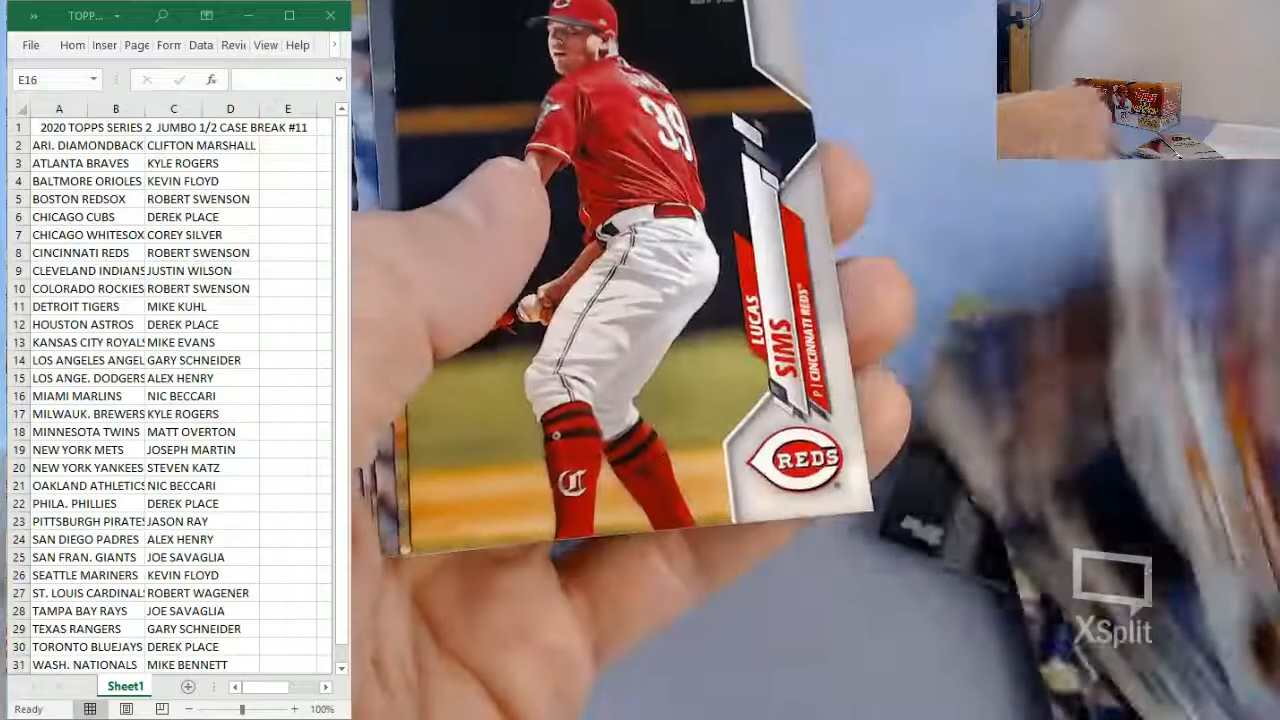 TOPP...
File Hom Inser Page Form Data Revi View Help
E16
fx
A B C D E
1 2020 TOPPS SERIES 2 JUMBO 1/2 CASE BREAK #11
2 ARI. DIAMONDBACK CLIFTON MARSHALL
3 ATLANTA BRAVES KYLE ROGERS
4 BALTMORE ORIOLES KEVIN FLOYD
5 BOSTON REDSOX ROBERT SWENSON
6 CHICAGO CUBS DEREK PLACE
7 CHICAGO WHITESOX COREY SILVER
8 CINCINNATI REDS ROBERT SWENSON
9 CLEVELAND INDIANS JUSTIN WILSON
10 COLORADO ROCKIES ROBERT SWENSON
11 DETROIT TIGERS MIKE KUHL
12 HOUSTON ASTROS DEREK PLACE
13 KANSAS CITY ROYAL MIKE EVANS
14 LOS ANGELES ANGEL GARY SCHNEIDER
15 LOS ANGE. DODGERS ALEX HENRY
16 MIAMI MARLINS NIC BECCARI
17 MILWAUK. BREWERS KYLE ROGERS
18 MINNESOTA TWINS MATT OVERTON
19 NEW YORK METS JOSEPH MARTIN
20 NEW YORK YANKEES STEVEN KATZ
21 OAKLAND ATHLETICS NIC BECCARI
22 PHILA. PHILLIES DEREK PLACE
23 PITTSBURGH PIRATES JASON RAY
24 SAN DIEGO PADRES ALEX HENRY
25 SAN FRAN. GIANTS JOE SAVAGLIA
26 SEATTLE MARINERS KEVIN FLOYD
27 ST. LOUIS CARDINAL ROBERT WAGENER
28 TAMPA BAY RAYS JOE SAVAGLIA
29 TEXAS RANGERS GARY SCHNEIDER
30 TORONTO BLUEJAYS DEREK PLACE
31 WASH. NATIONALS MIKE BENNETT
Sheet1
Ready
100%
39
LUCAS
SIMS
P | CINCINNATI REDS™
REDS
XSplit